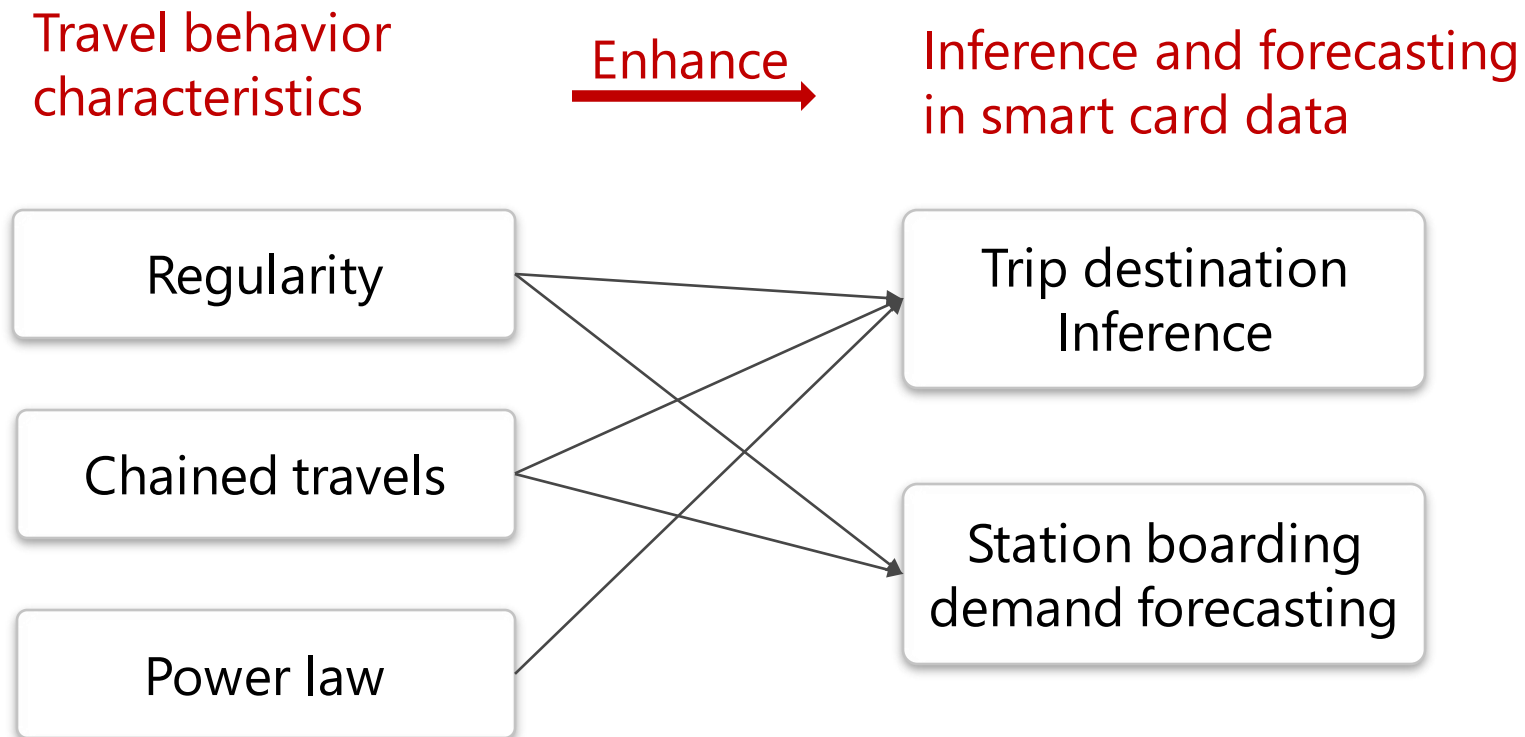 Travel behavior
characteristics
Enhance
Inference and forecasting
in smart card data
Regularity
Chained travels
Power law
Trip destination
Inference
Station boarding
demand forecasting